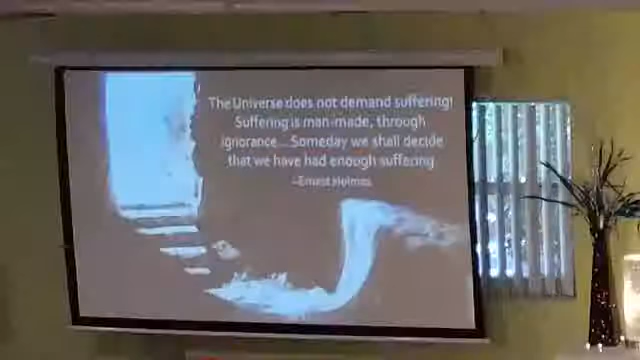 The Universe does not demand suffering!
Suffering is man-made, through
ignorance... Someday we shall decide
that we have had enough suffering.
~Ernest Holmes